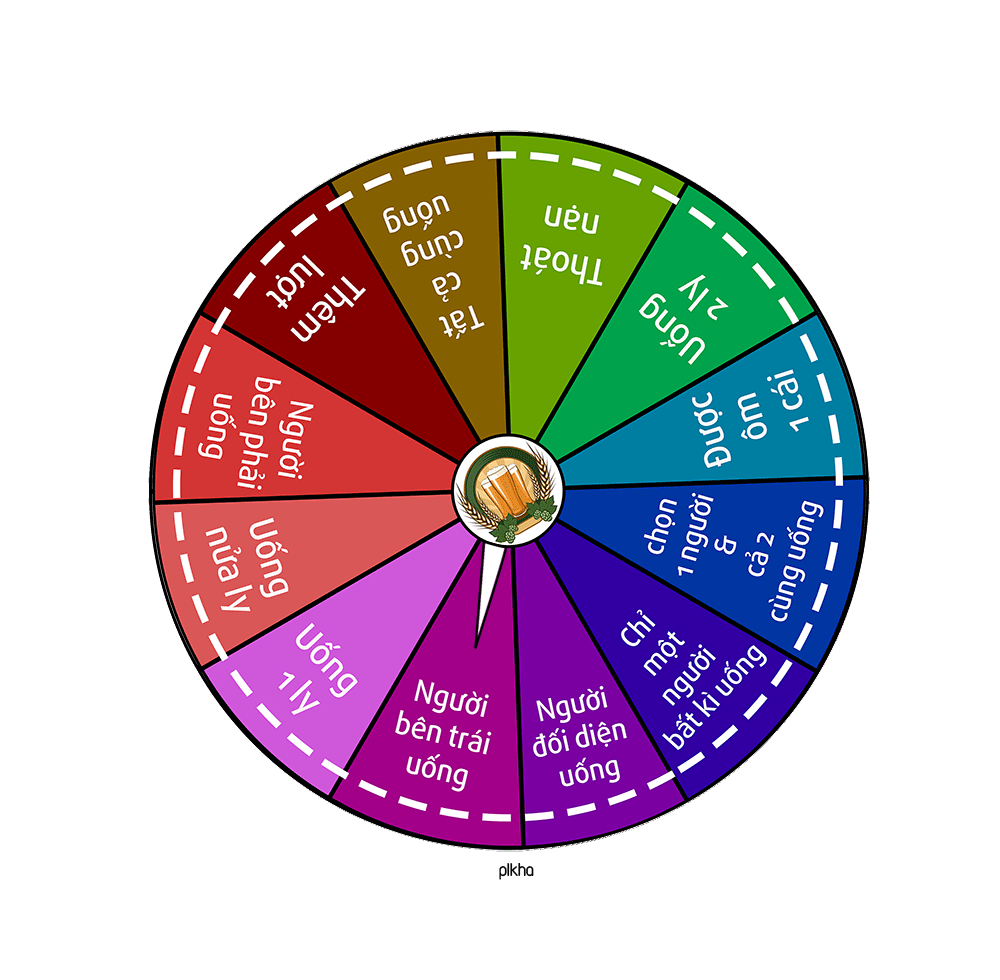 Thoát
nạn
Uống
2 ly
Được
ôm
1 cái
chọn
1 người
&
cả 2
cùng uống
Chỉ
một
người
bất kì uống
Người
đối diện
uống
Người
bên trái
uống
Uống
1 ly
Uống
nửa ly
Người
bên phải
uống
Thêm
lượt
Tất
cả
cùng
uống
plkha